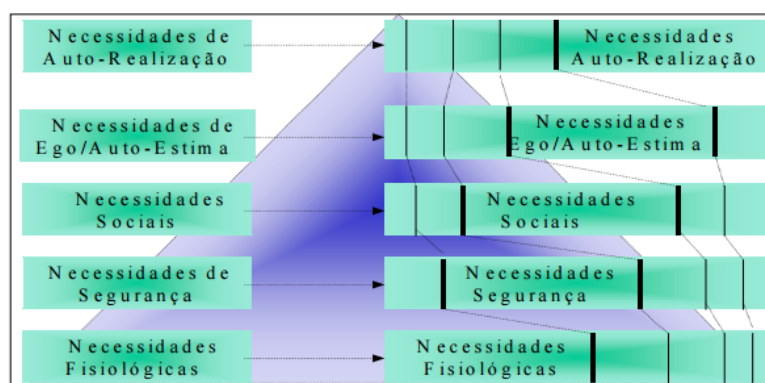 Necessidades de
Auto-Realização
Necessidades
Auto-Realização
Necessidades de
Ego/Auto-Estima
Necessidades
Ego/Auto-Estima
Necessidades
Sociais
Necessidades
Sociais
Necessidades de
Segurança
Necessidades
Segurança
Necessidades
Fisiológicas
Necessidades
Fisiológicas